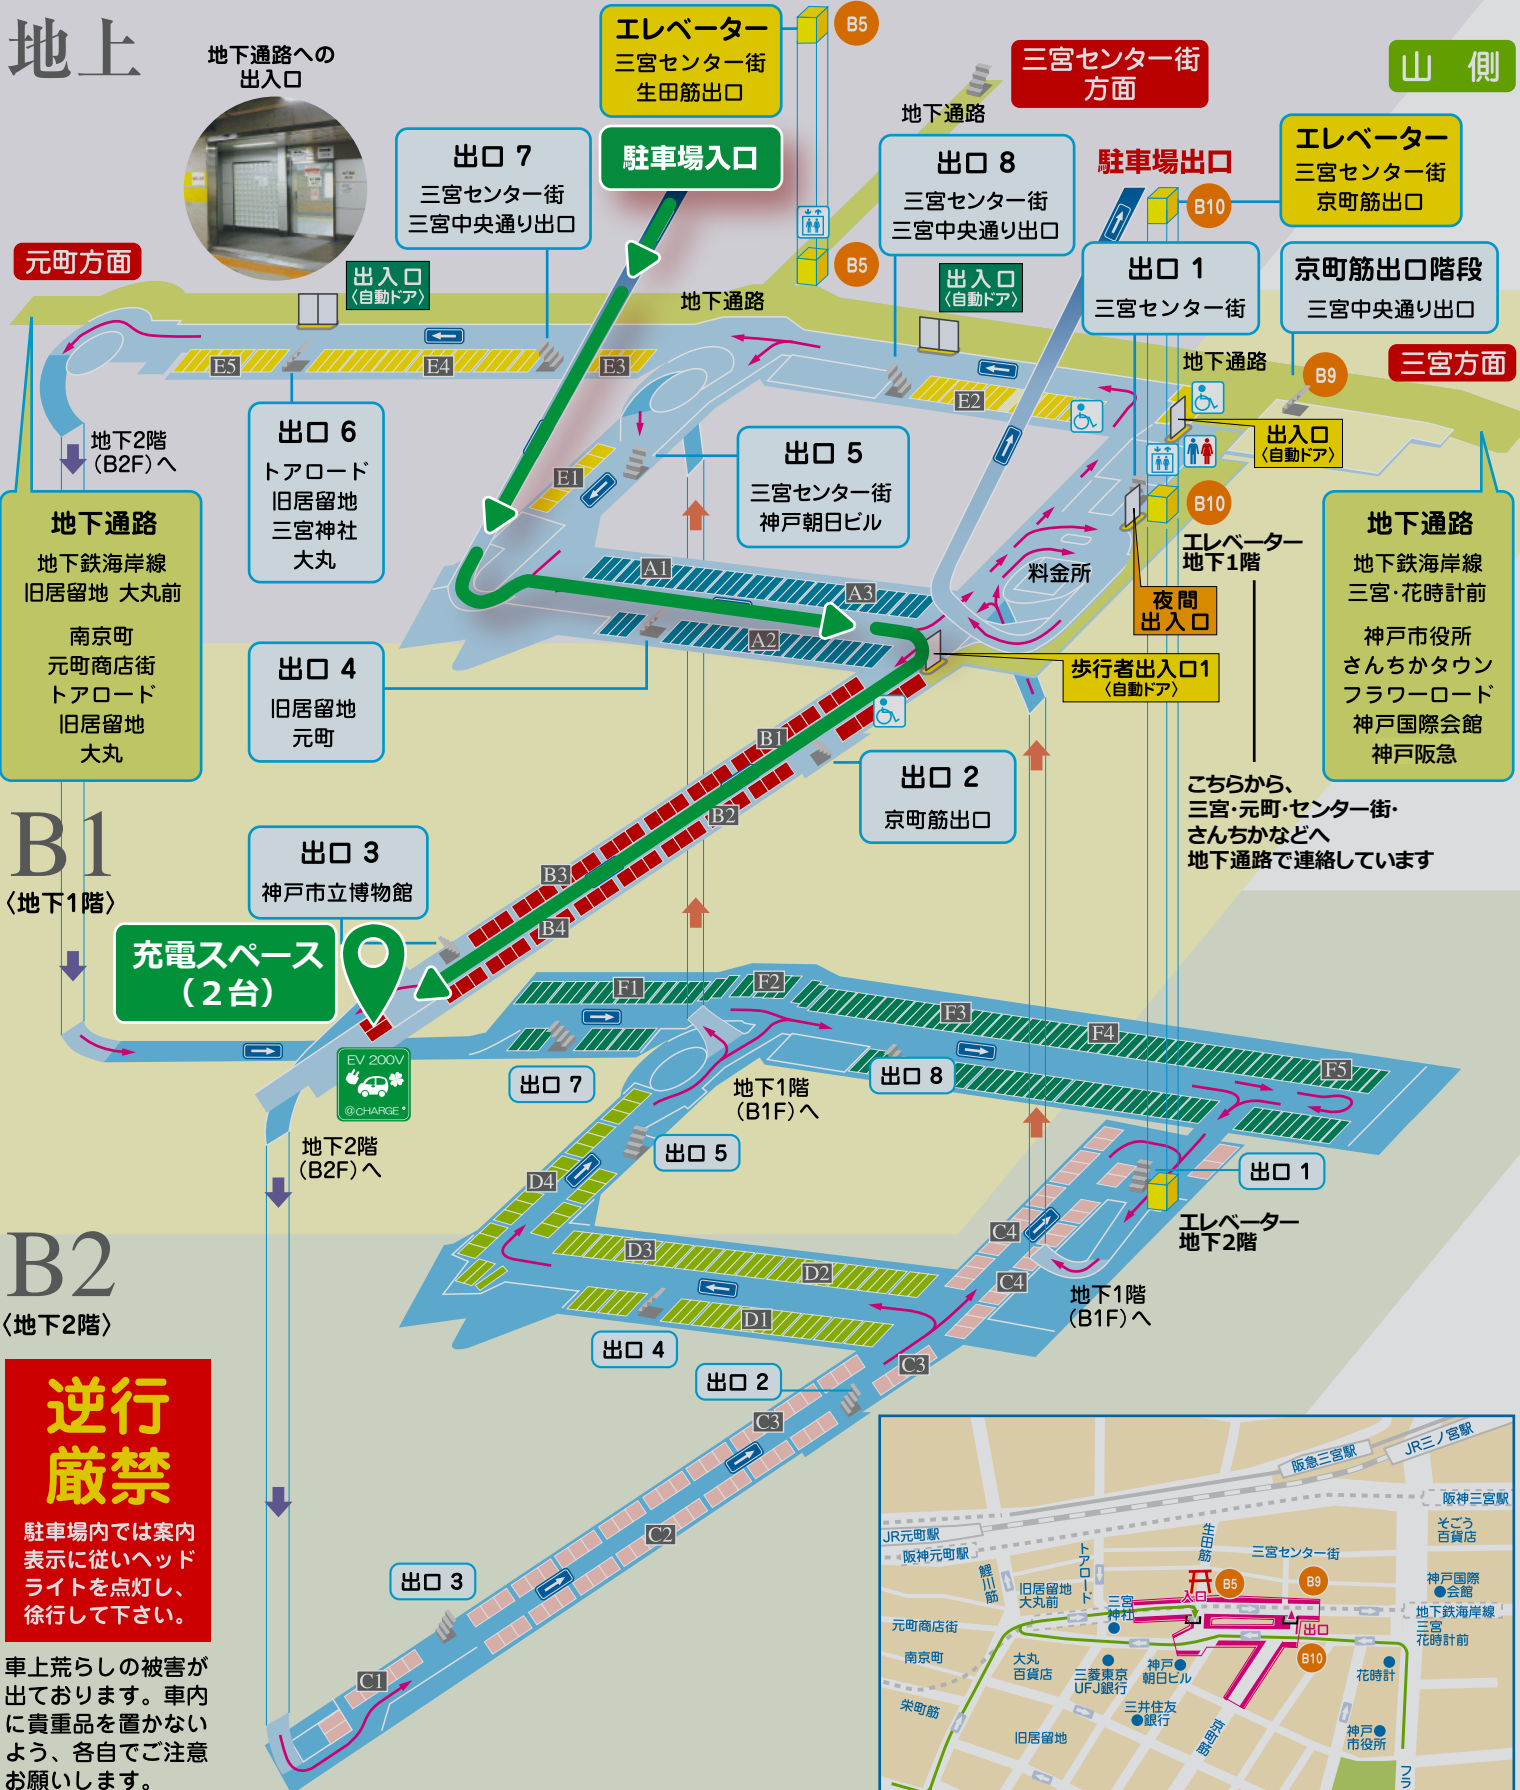 地上
地下通路への
出入口
エレベーター
三宮センター街
生田筋出口
B5
三宮センター街
方面
山 側
地下通路
出口 7
三宮センター街
三宮中央通り出口
駐車場入口
出口 8
三宮センター街
三宮中央通り出口
駐車場出口
エレベーター
三宮センター街
京町筋出口
B10
元町方面
出入口
〈自動ドア〉
B5
地下通路
出入口
〈自動ドア〉
出口 1
三宮センター街
京町筋出口階段
三宮中央通り出口
三宮方面
地下通路
B9
E5
E4
E3
E2
E1
地下2階
(B2F)へ
出口 6
トアロード
旧居留地
三宮神社
大丸
出口 5
三宮センター街
神戸朝日ビル
出入口
〈自動ドア〉
B10
エレベーター
地下1階
夜間
出入口
料金所
地下通路
地下鉄海岸線
旧居留地 大丸前
南京町
元町商店街
トアロード
旧居留地
大丸
地下通路
地下鉄海岸線
三宮・花時計前
神戸市役所
さんちかタウン
フラワーロード
神戸国際会館
神戸阪急
A1
A3
A2
出口 4
旧居留地
元町
歩行者出入口1
〈自動ドア〉
B1
B2
B3
B4
出口 2
京町筋出口
こちらから、
三宮・元町・センター街・
さんちかなどへ
地下通路で連絡しています
B1
〈地下1階〉
出口 3
神戸市立博物館
充電スペース
（2台）
EV 200V
@CHARGE
F1
F2
F3
F4
F5
出口 7
出口 8
地下1階
(B1F)へ
地下2階
(B2F)へ
出口 5
出口 1
D4
エレベーター
地下2階
C4
C4
D3
D2
D1
地下1階
(B1F)へ
B2
〈地下2階〉
出口 4
出口 2
C3
C3
C2
出口 3
C1
逆行
厳禁
駐車場内では案内
表示に従いヘッド
ライトを点灯し、
徐行して下さい。
車上荒らしの被害が
出ております。車内
に貴重品を置かない
よう、各自でご注意
お願いします。
JR三ノ宮駅
阪急三宮駅
阪神三宮駅
JR元町駅
阪神元町駅
そごう
百貨店
生田筋
三宮センター街
トアロード
鯉川筋
旧居留地
大丸前
三宮
神社
入口
B5
B9
神戸国際
会館
地下鉄海岸線
三宮
花時計前
元町商店街
出口
南京町
大丸
百貨店
三菱東京
UFJ銀行
神戸
朝日ビル
B10
花時計
栄町筋
三井住友
銀行
旧居留地
京町筋
神戸
市役所
フラ